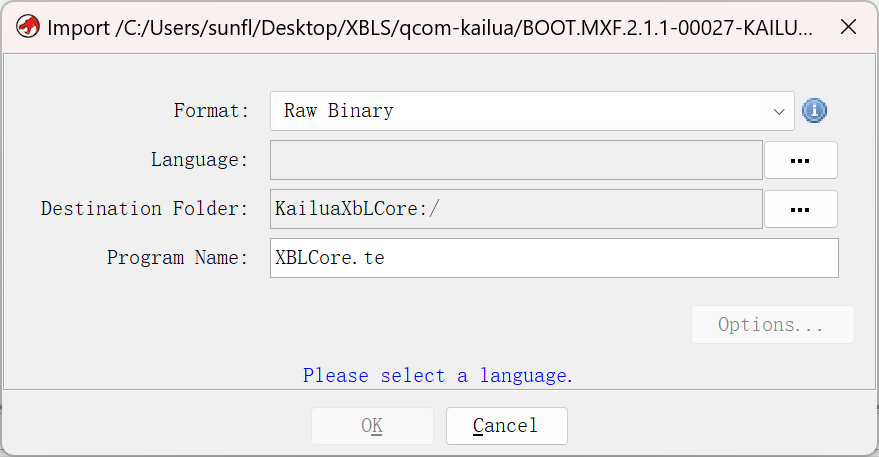 Import /C:/Users/sunfl/Desktop/XBLS/qcom-kailua/BOOT.MXF.2.1.1-00027-KAILU...
Format: Raw Binary
Language: ...
Destination Folder: KailuaXbLCore:/ ...
Program Name: XBLCore.te
Options...
Please select a language.
OK Cancel